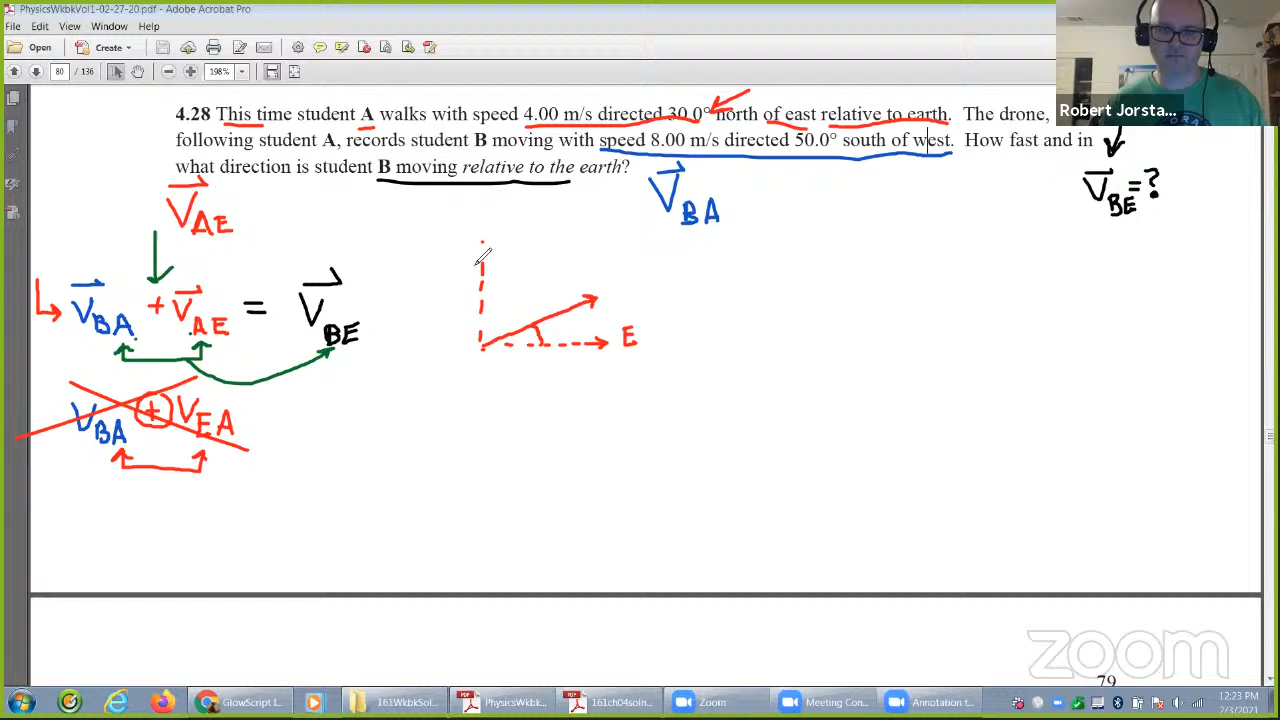 PhysicsWkbkVol1-02-27-20.pdf - Adobe Acrobat Pro
File Edit View Window Help
Open Create
80 / 136 198%
Robert Jorsta...
4.28 This time student A walks with speed 4.00 m/s directed 30.0° north of east relative to earth. The drone,
following student A, records student B moving with speed 8.00 m/s directed 50.0° south of west. How fast and in
what direction is student B moving relative to the earth?
V BE = ?
V AE
V BA
V BA + V AE = V BE
E
V BA + V EA
zoom
79
GlowScript I... 161WkbkSol... PhysicsWkbk... 161ch04soln... Zoom Meeting Con... Annotation t...
12:23 PM
2/3/2021